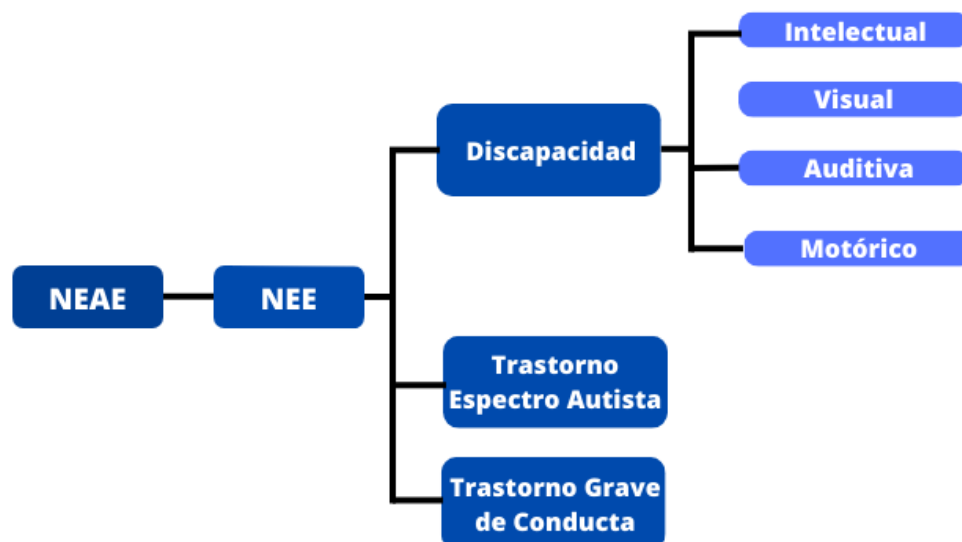 NEAE
NEE
Discapacidad
Intelectual
Visual
Auditiva
Motórico
Trastorno
Espectro Autista
Trastorno Grave
de Conducta